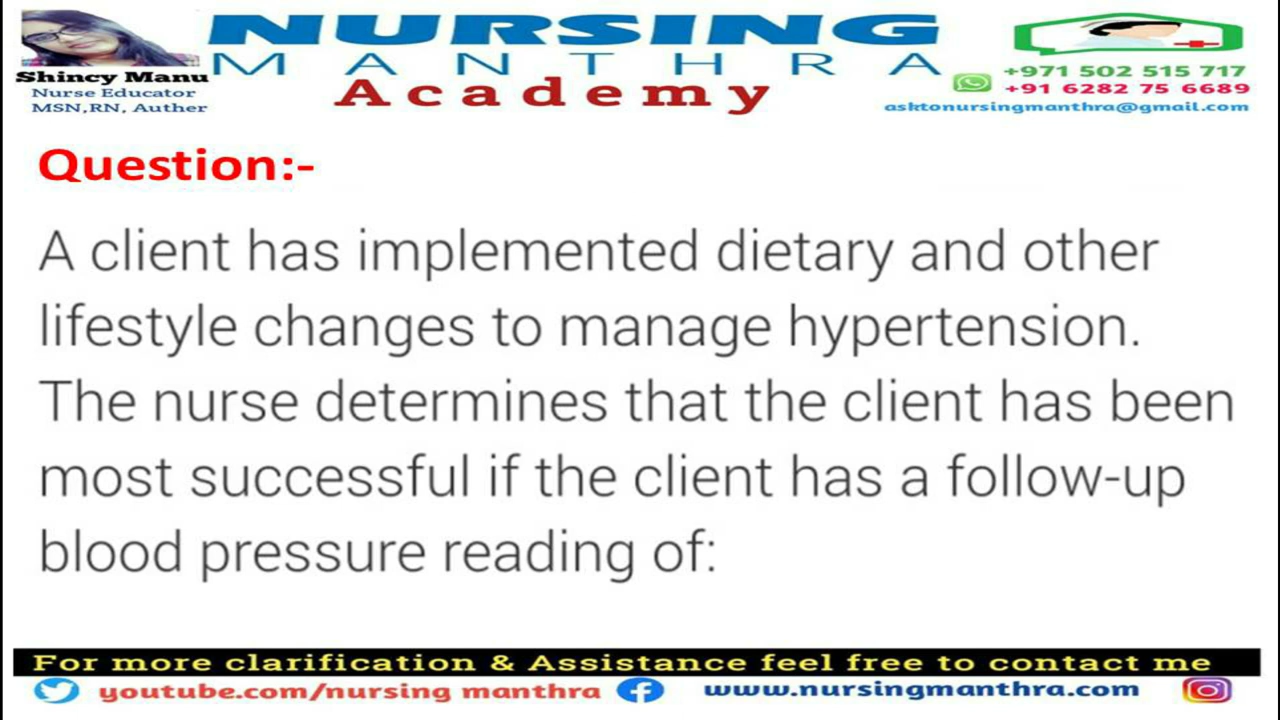 NURSING
MANTHRA
Academy
Shincy Manu
Nurse Educator
MSN,RN, Auther
+971 502 515 717
+91 6282 75 6689
asktonursingmanthra@gmail.com
Question:-
A client has implemented dietary and other
lifestyle changes to manage hypertension.
The nurse determines that the client has been
most successful if the client has a follow-up
blood pressure reading of:
For more clarification & Assistance feel free to contact me
youtube.com/nursing manthra www.nursingmanthra.com